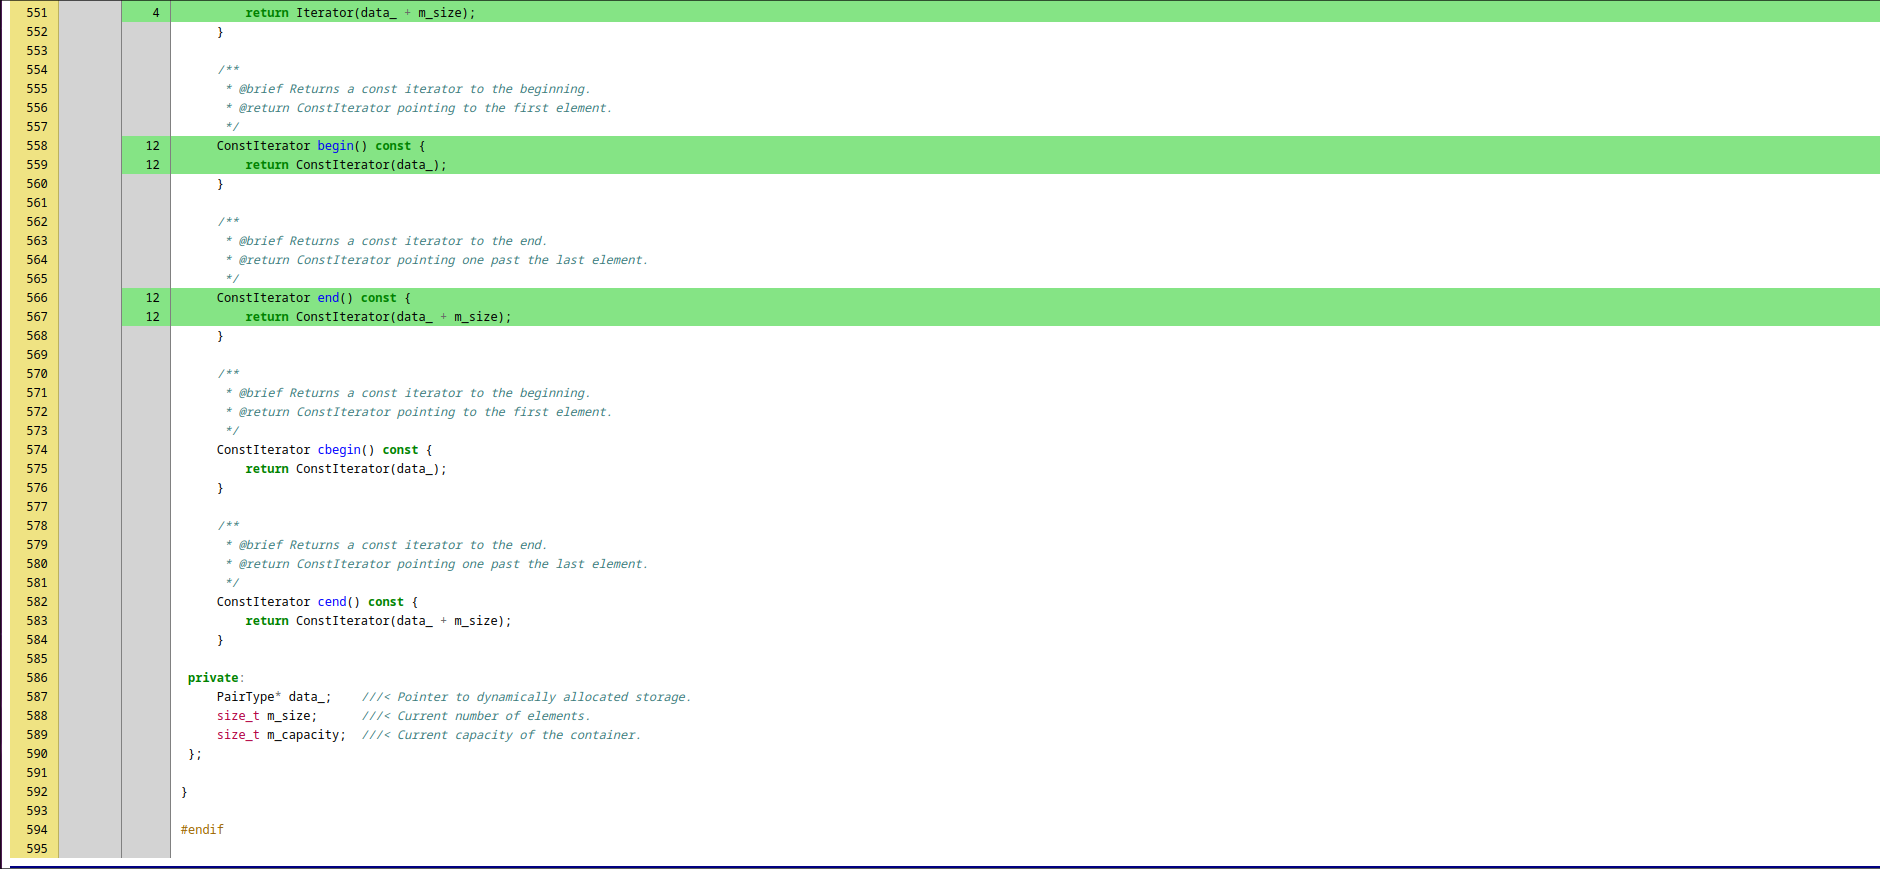 551 4 return Iterator(data_ + m_size);
552 }
553
554 /**
555 * @brief Returns a const iterator to the beginning.
556 * @return ConstIterator pointing to the first element.
557 */
558 12 ConstIterator begin() const {
559 12 return ConstIterator(data_);
560 }
561
562 /**
563 * @brief Returns a const iterator to the end.
564 * @return ConstIterator pointing one past the last element.
565 */
566 12 ConstIterator end() const {
567 12 return ConstIterator(data_ + m_size);
568 }
569
570 /**
571 * @brief Returns a const iterator to the beginning.
572 * @return ConstIterator pointing to the first element.
573 */
574 ConstIterator cbegin() const {
575 return ConstIterator(data_);
576 }
577
578 /**
579 * @brief Returns a const iterator to the end.
580 * @return ConstIterator pointing one past the last element.
581 */
582 ConstIterator cend() const {
583 return ConstIterator(data_ + m_size);
584 }
585
586 private:
587 PairType* data_; ///< Pointer to dynamically allocated storage.
588 size_t m_size; ///< Current number of elements.
589 size_t m_capacity; ///< Current capacity of the container.
590 };
591
592 }
593
594 #endif
595